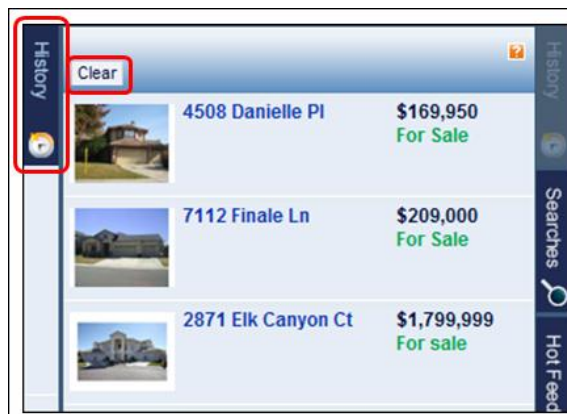 History
Clear
?
4508 Danielle Pl
$169,950
For Sale
7112 Finale Ln
$209,000
For Sale
2871 Elk Canyon Ct
$1,799,999
For sale
History
Searches
Hot Feed